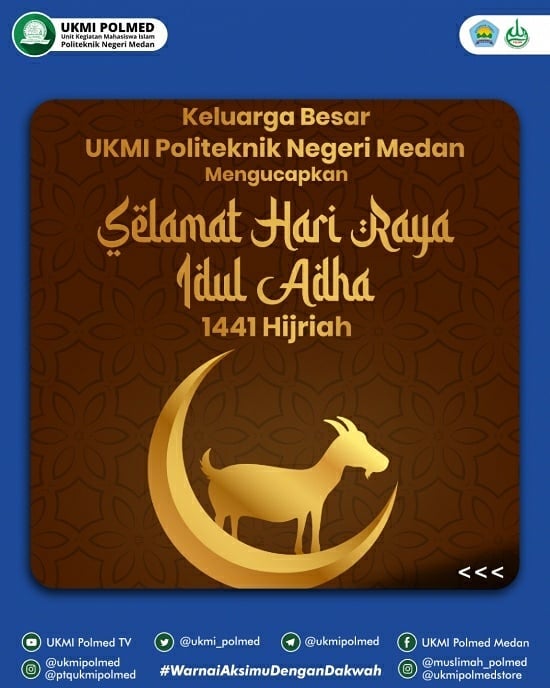 UKMI POLMED
Unit Kegiatan Mahasiswa Islam
Politeknik Negeri Medan
Keluarga Besar
UKMI Politeknik Negeri Medan
Mengucapkan
Selamat Hari Raya
Idul Adha
1441 Hijriah
<<<
UKMI Polmed TV
@ukmi_polmed
@ukmipolmed
UKMI Polmed Medan
@ukmipolmed
@ptqukmipolmed
#WarnaiAksimuDenganDakwah
@muslimah_polmed
@ukmipolmedstore